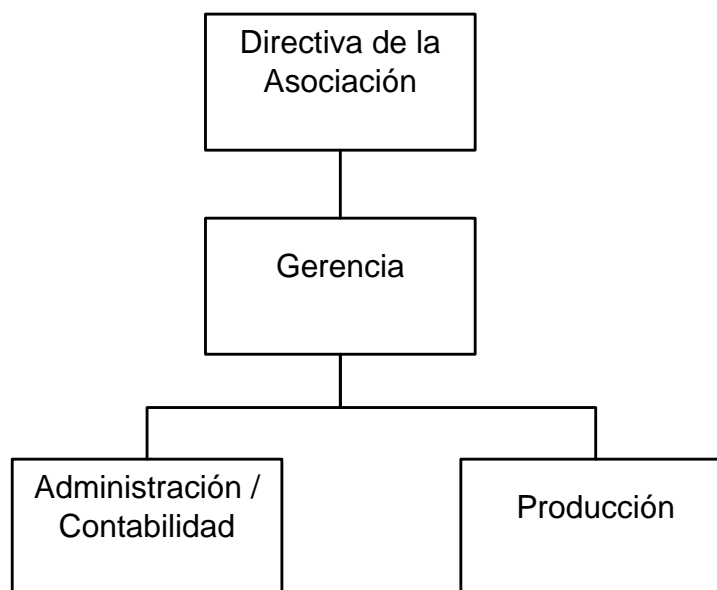 Directiva de la
Asociación
Gerencia
Administración /
Contabilidad
Producción